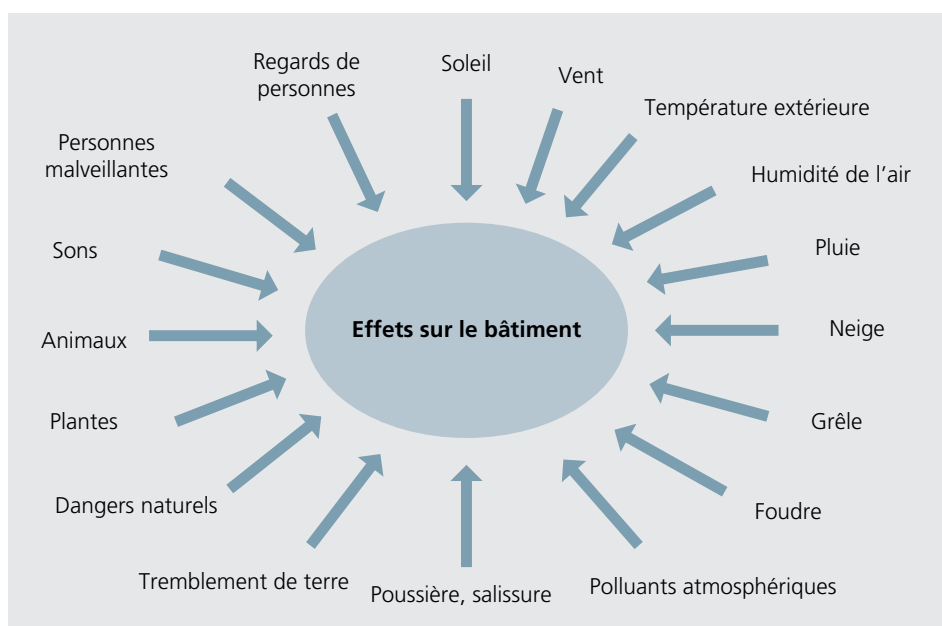 Regards de
personnes
Soleil
Vent
Température extérieure
Personnes
malveillantes
Humidité de l'air
Sons
Pluie
Animaux
Effets sur le bâtiment
Neige
Plantes
Grêle
Dangers naturels
Foudre
Tremblement de terre
Poussière, salissure
Polluants atmosphériques